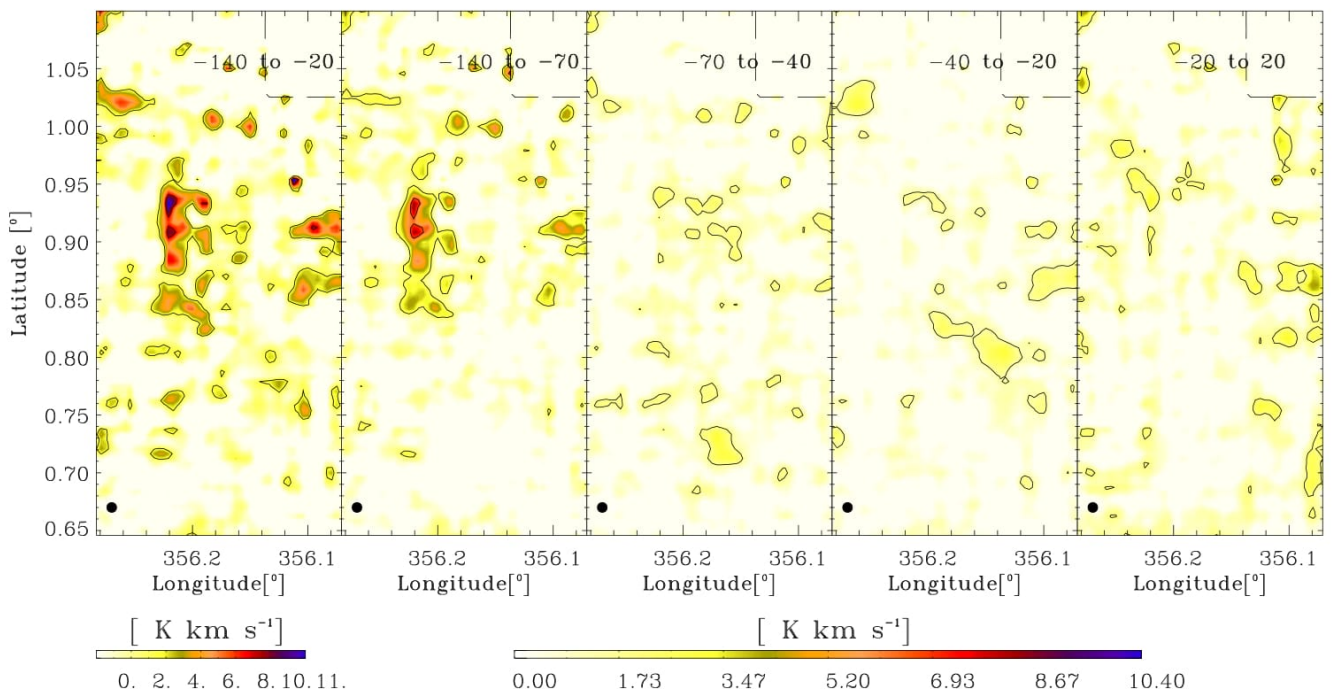 −140 to −20
−140 to −70
−70 to −40
−40 to −20
−20 to 20
1.05
1.00
0.95
0.90
0.85
0.80
0.75
0.70
0.65
Latitude [°]
356.2 356.1 356.2 356.1 356.2 356.1 356.2 356.1 356.2 356.1
Longitude[°] Longitude[°] Longitude[°] Longitude[°] Longitude[°]
[ K km s⁻¹] [ K km s⁻¹]
0. 2. 4. 6. 8.10.11. 0.00 1.73 3.47 5.20 6.93 8.67 10.40